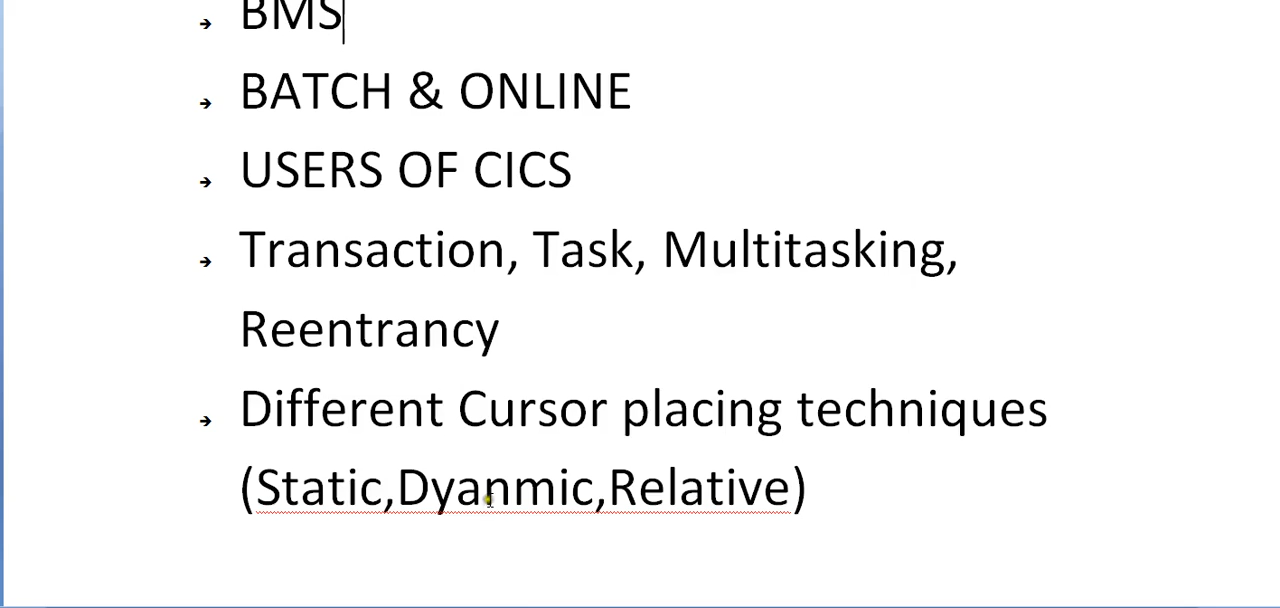 BMS
BATCH & ONLINE
USERS OF CICS
Transaction, Task, Multitasking,
Reentrancy
Different Cursor placing techniques
(Static,Dyanmic,Relative)